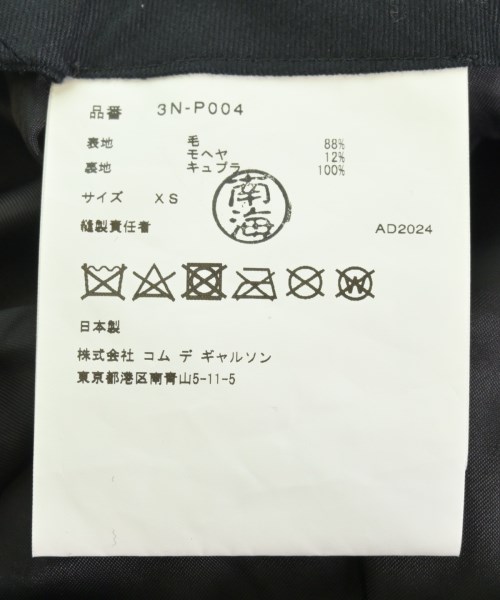 品番 3N-P004
表地 毛 88%
モヘヤ 12%
裏地 キュプラ 100%
サイズ XS
南海
縫製責任者 AD2024
W
日本製
株式会社 コム デ ギャルソン
東京都港区南青山5-11-5